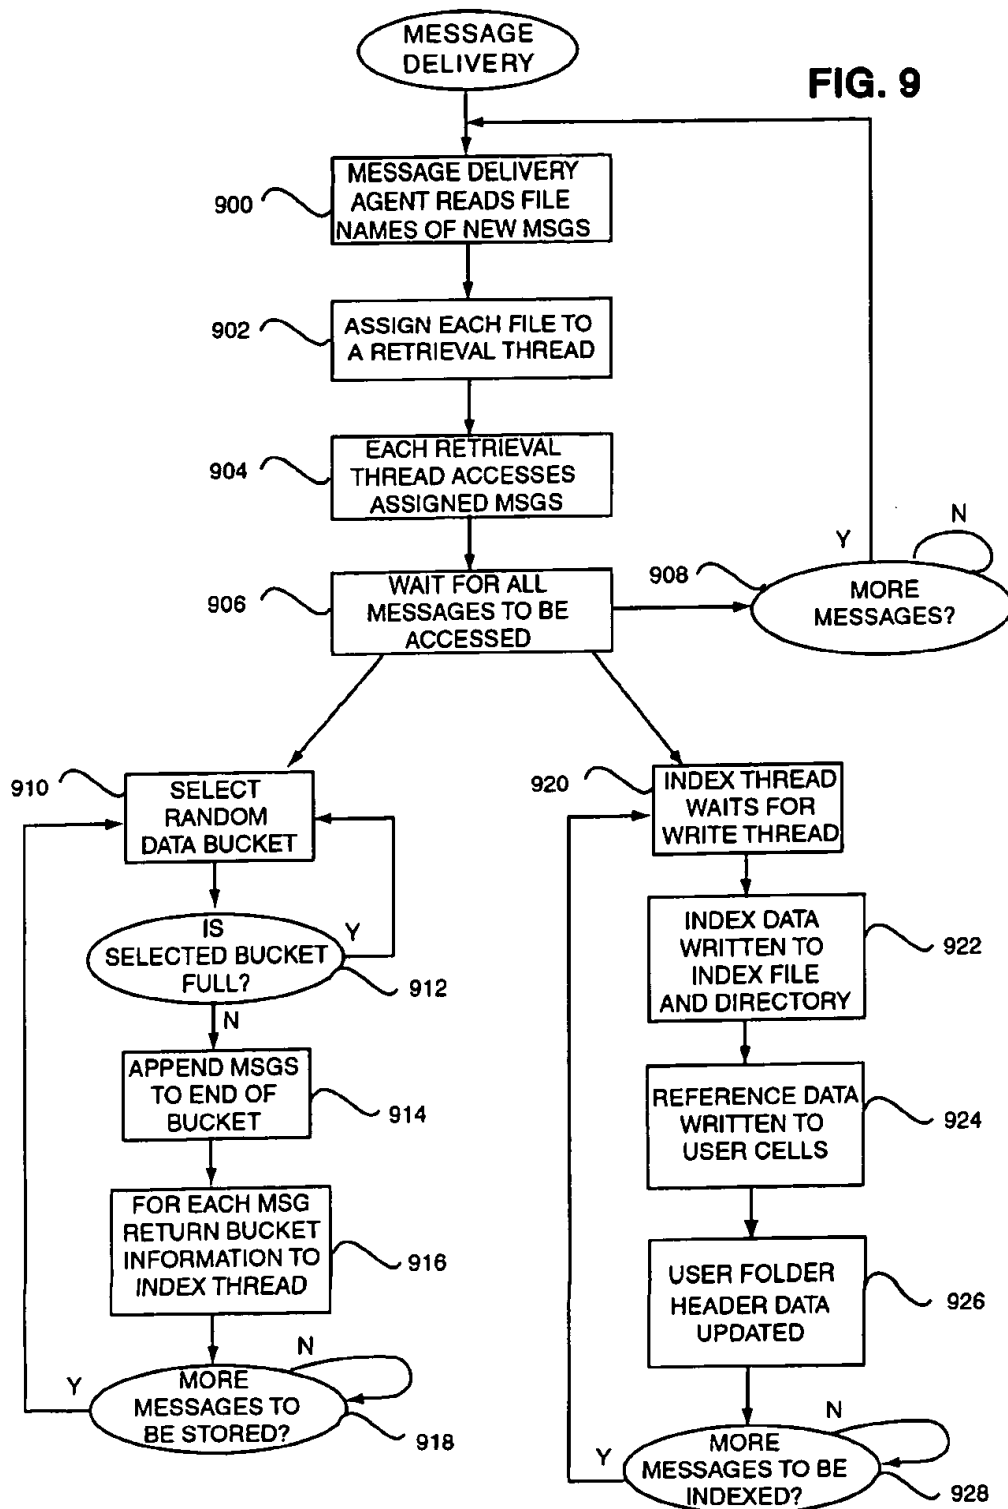 MESSAGE
DELIVERY
FIG. 9
900
MESSAGE DELIVERY
AGENT READS FILE
NAMES OF NEW MSGS
902
ASSIGN EACH FILE TO
A RETRIEVAL THREAD
904
EACH RETRIEVAL
THREAD ACCESSES
ASSIGNED MSGS
906
WAIT FOR ALL
MESSAGES TO BE
ACCESSED
908
Y
N
MORE
MESSAGES?
910
SELECT
RANDOM
DATA BUCKET
IS
SELECTED BUCKET
FULL?
Y
912
N
APPEND MSGS
TO END OF
BUCKET
914
FOR EACH MSG
RETURN BUCKET
INFORMATION TO
INDEX THREAD
916
N
Y
MORE
MESSAGES TO
BE STORED?
918
920
INDEX THREAD
WAITS FOR
WRITE THREAD
INDEX DATA
WRITTEN TO
INDEX FILE
AND DIRECTORY
922
REFERENCE DATA
WRITTEN TO
USER CELLS
924
USER FOLDER
HEADER DATA
UPDATED
926
N
Y
MORE
MESSAGES TO BE
INDEXED?
928